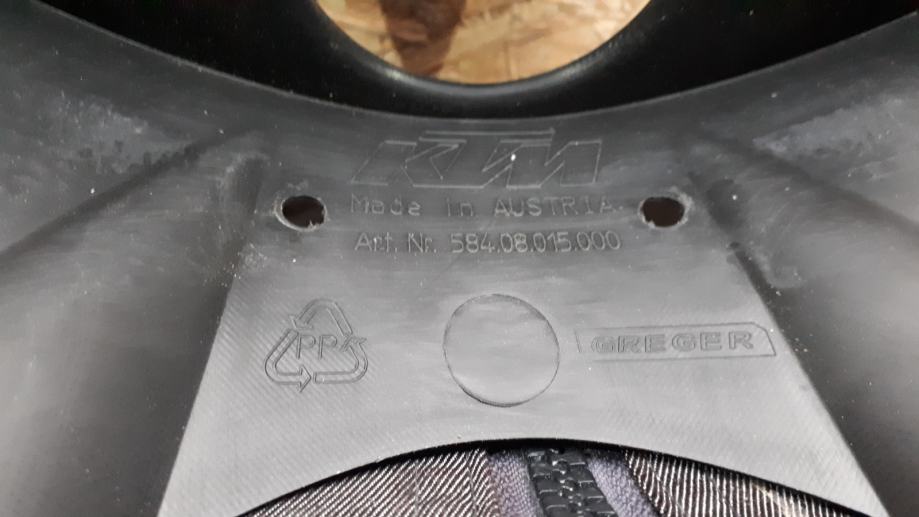 KTM
Made in AUSTRIA
Art. Nr. 584.08.015.000
PP
GREGER